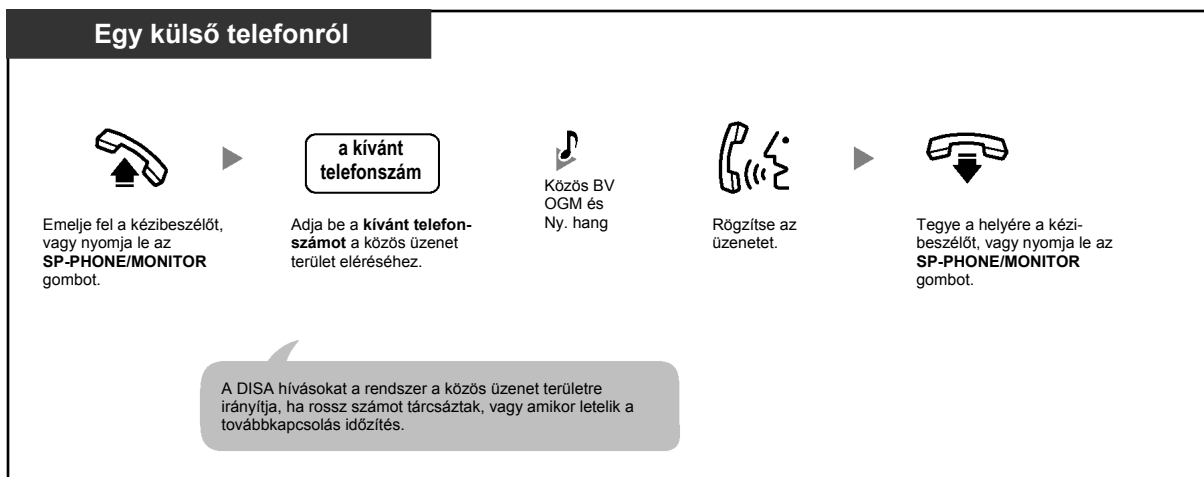 Egy külső telefonról
a kívánt
telefonszám
Emelje fel a kézibeszélőt,
vagy nyomja le az
SP-PHONE/MONITOR
gombot.
Adja be a kívánt telefon-
számot a közös üzenet
terület eléréséhez.
Közös BV
OGM és
Ny. hang
Rögzítse az
üzenetet.
Tegye a helyére a kézi-
beszélőt, vagy nyomja le az
SP-PHONE/MONITOR
gombot.
A DISA hívásokat a rendszer a közös üzenet területre
irányítja, ha rossz számot tárcsáztak, vagy amikor letelik a
továbbkapcsolás időzítés.